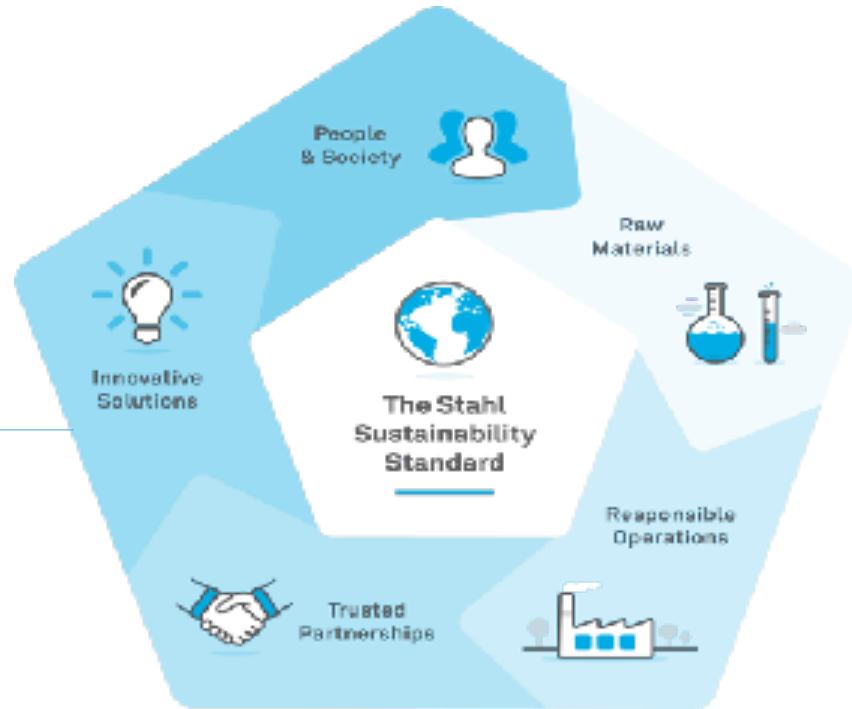 People
& Society
Raw
Materials
Innovative
Solutions
The Stahl
Sustainability
Standard
Responsible
Operations
Trusted
Partnerships